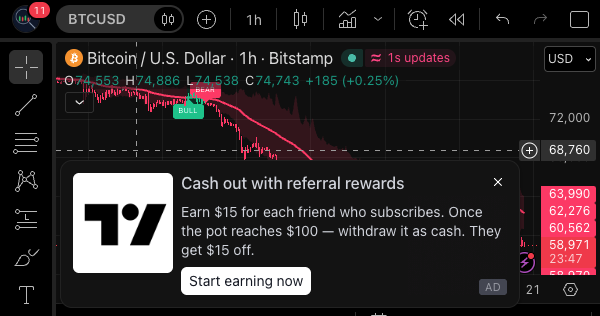 11
BTCUSD
1h
Bitcoin / U.S. Dollar · 1h · Bitstamp
1s updates
USD
O74,553 H74,886 L74,538 C74,743 +185 (+0.25%)
BEAR
BULL
72,000
68,760
Cash out with referral rewards
Earn $15 for each friend who subscribes. Once
the pot reaches $100 — withdraw it as cash. They
get $15 off.
Start earning now
AD
63,990
62,276
60,562
58,971
23:47
21